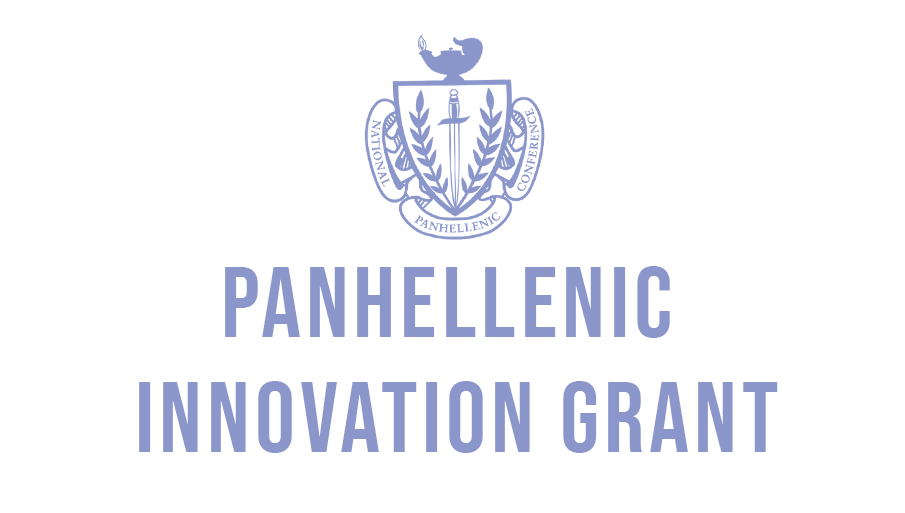 NATIONAL
PANHELLENIC
CONFERENCE
PANHELLENIC
INNOVATION GRANT